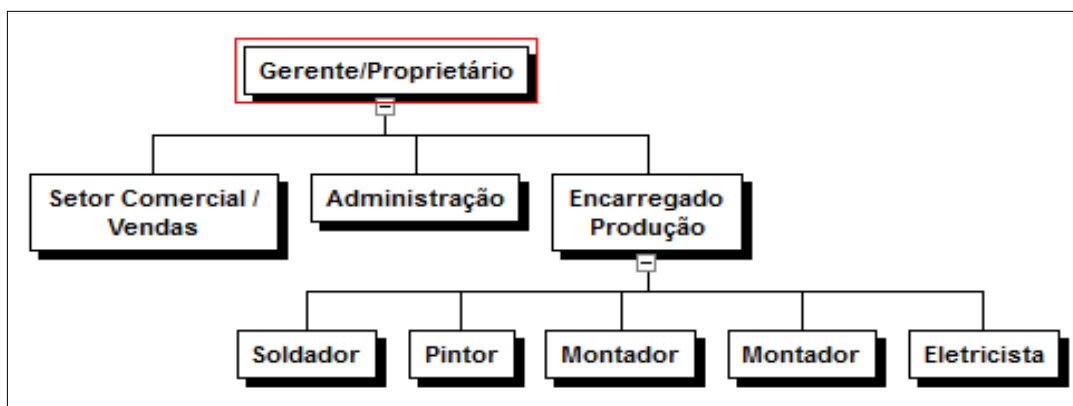 Gerente/Proprietário
Setor Comercial /
Vendas
Administração
Encarregado
Produção
Soldador
Pintor
Montador
Montador
Eletricista